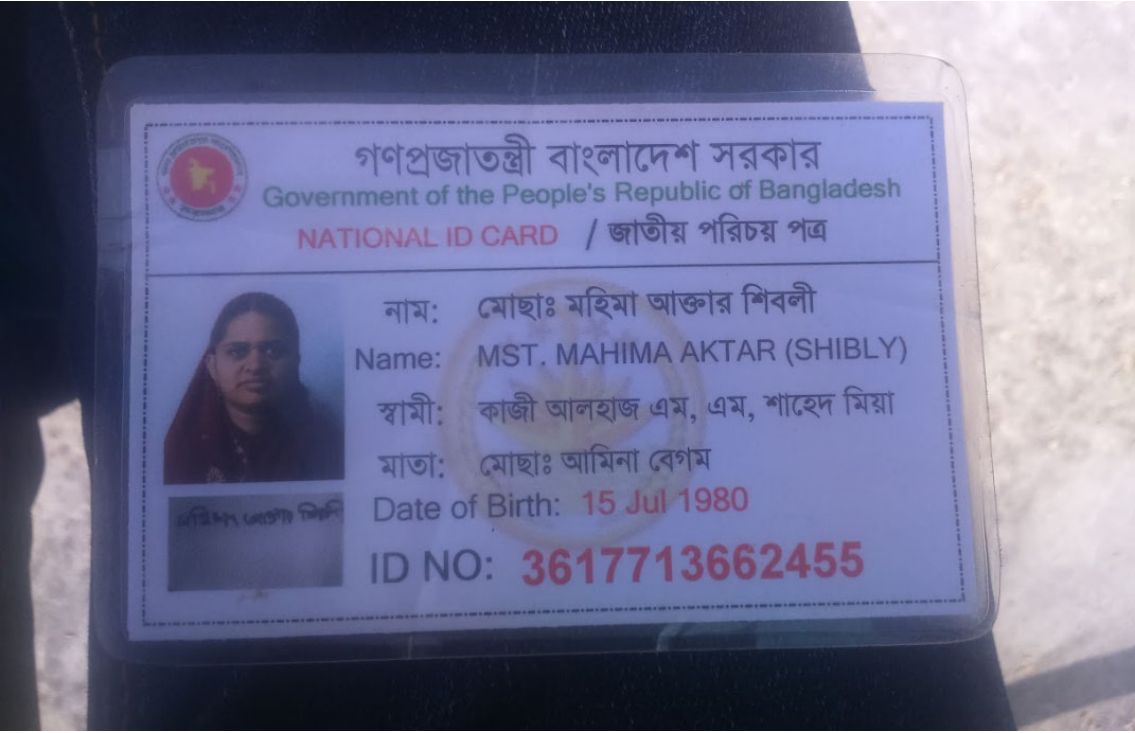 গণপ্রজাতন্ত্রী বাংলাদেশ সরকার
Government of the People's Republic of Bangladesh
NATIONAL ID CARD / জাতীয় পরিচয় পত্র
নাম: মোছাঃ মহিমা আক্তার শিবলী
Name: MST. MAHIMA AKTAR (SHIBLY)
স্বামী: কাজী আলহাজ এম, এম, শাহেদ মিয়া
মাতা: মোছাঃ আমিনা বেগম
Date of Birth: 15 Jul 1980
ID NO: 3617713662455